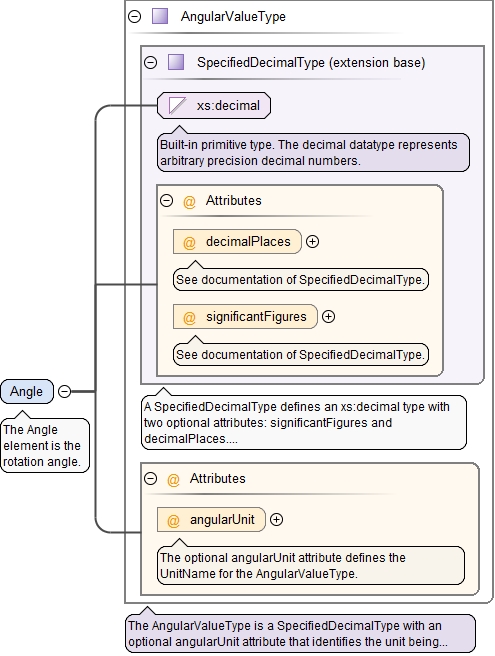 AngularValueType
SpecifiedDecimalType (extension base)
xs:decimal
Built-in primitive type. The decimal datatype represents
arbitrary precision decimal numbers.
@ Attributes
@ decimalPlaces
See documentation of SpecifiedDecimalType.
@ significantFigures
See documentation of SpecifiedDecimalType.
Angle
The Angle
element is the
rotation angle.
A SpecifiedDecimalType defines an xs:decimal type with
two optional attributes: significantFigures and
decimalPlaces....
@ Attributes
@ angularUnit
The optional angularUnit attribute defines the
UnitName for the AngularValueType.
The AngularValueType is a SpecifiedDecimalType with an
optional angularUnit attribute that identifies the unit being...